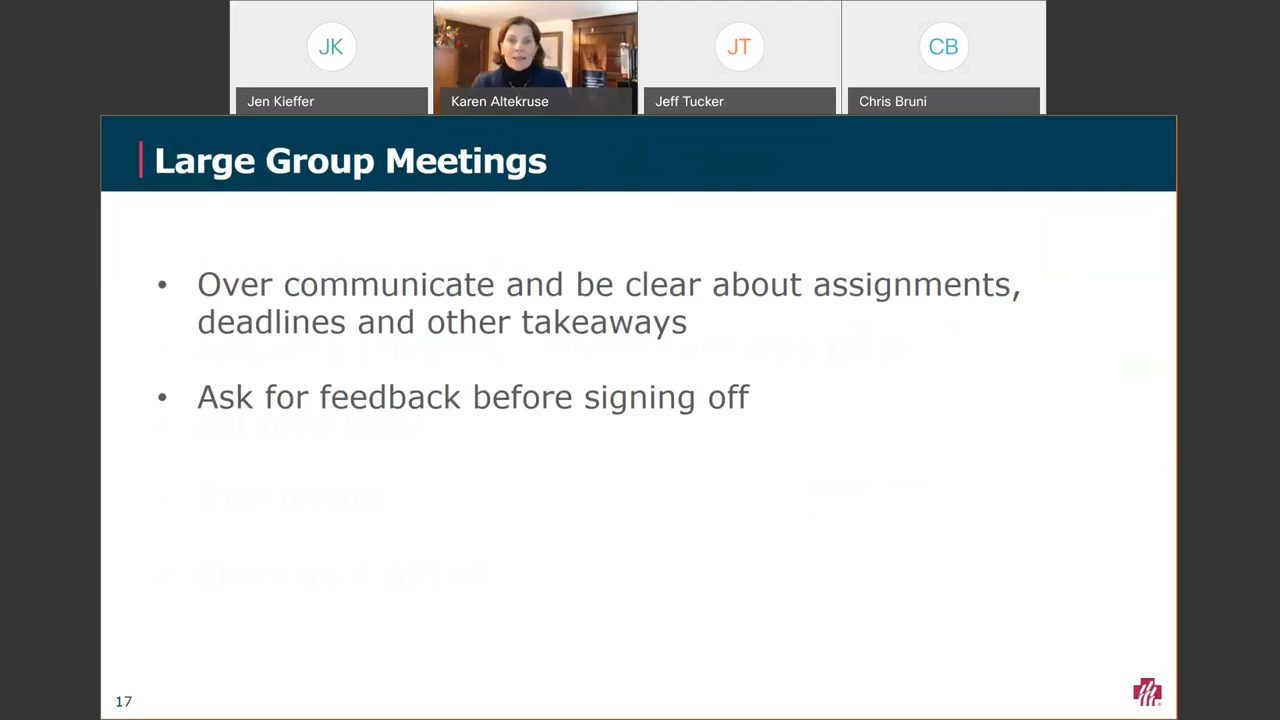 JK
JT
CB
Jen Kieffer
Karen Altekruse
Jeff Tucker
Chris Bruni
Large Group Meetings
• Over communicate and be clear about assignments,
deadlines and other takeaways
• Ask for feedback before signing off
17